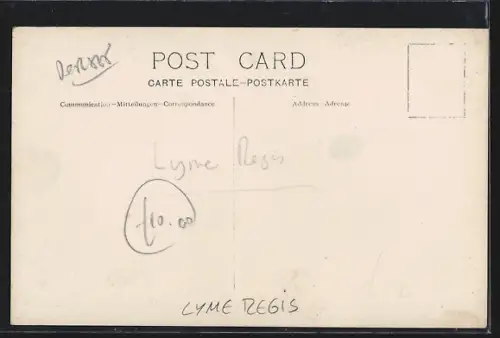 POST CARD
CARTE POSTALE–POSTKARTE
Communication–Mitteilungen–Correspondance
Address–Adresse
Lyme Regis
£10.00
LYME REGIS